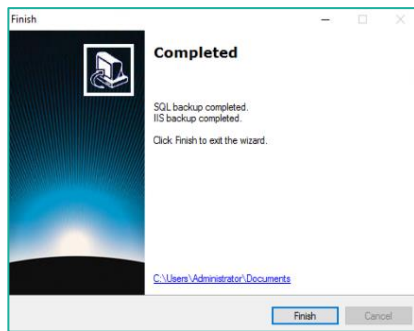 Finish
Completed
SQL backup completed.
IIS backup completed.
Click Finish to exit the wizard.
C:\Users\Administrator\Documents
Finish
Cancel